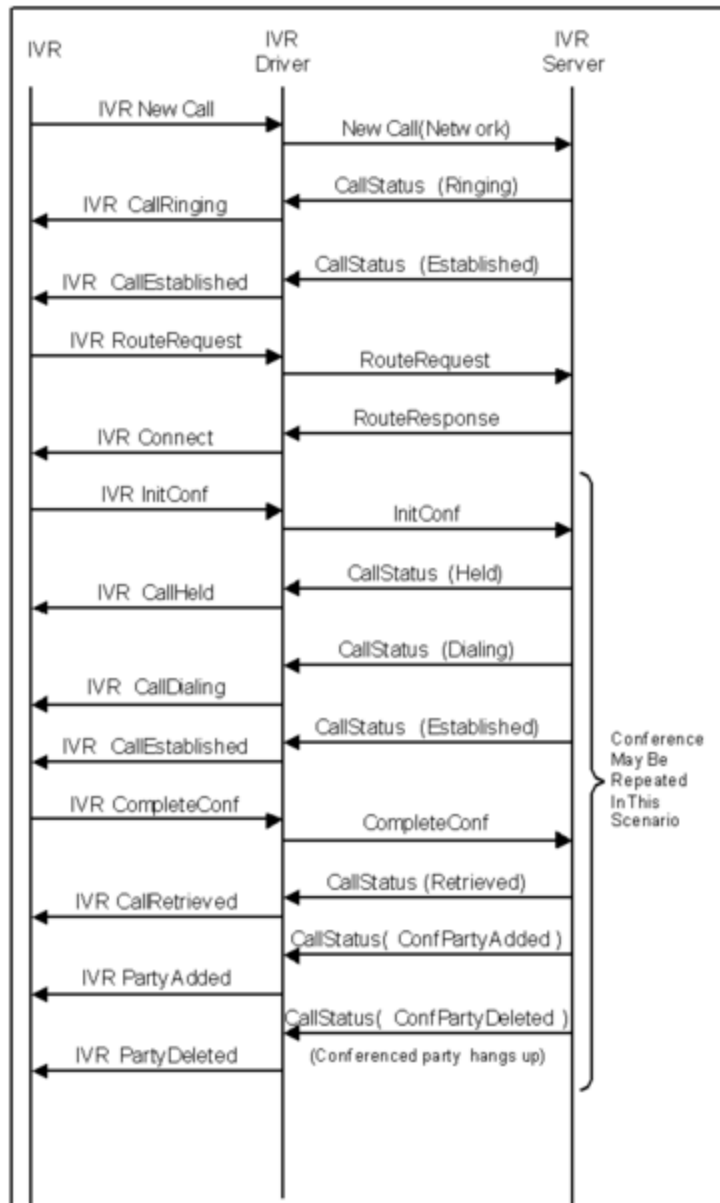 IVR
IVR
Driver
IVR
Server
IVR New Call
New Call(Network)
CallStatus (Ringing)
IVR CallRinging
CallStatus (Established)
IVR CallEstablished
IVR RouteRequest
RouteRequest
RouteResponse
IVR Connect
IVR InitConf
InitConf
CallStatus (Held)
IVR CallHeld
CallStatus (Dialing)
IVR CallDialing
CallStatus (Established)
IVR CallEstablished
Conference
May Be
Repeated
In This
Scenario
IVR CompleteConf
CompleteConf
CallStatus (Retrieved)
IVR CallRetrieved
CallStatus( ConfPartyAdded )
IVR PartyAdded
CallStatus( ConfPartyDeleted )
IVR PartyDeleted
(Conferenced party hangs up)